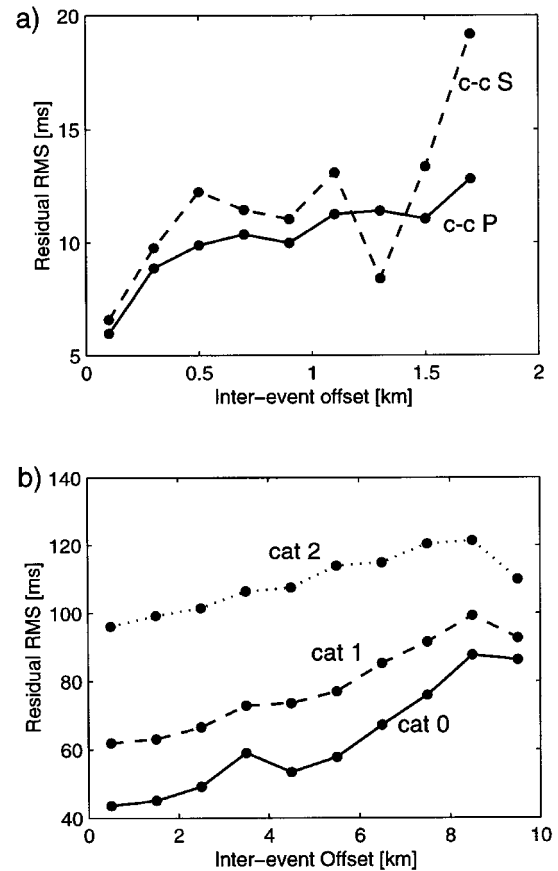 a)
20
15
10
5
Residual RMS [ms]
c-c S
c-c P
0 0.5 1 1.5 2
Inter-event offset [km]
b)
140
120
100
80
60
40
Residual RMS [ms]
cat 2
cat 1
cat 0
0 2 4 6 8 10
Inter-event Offset [km]